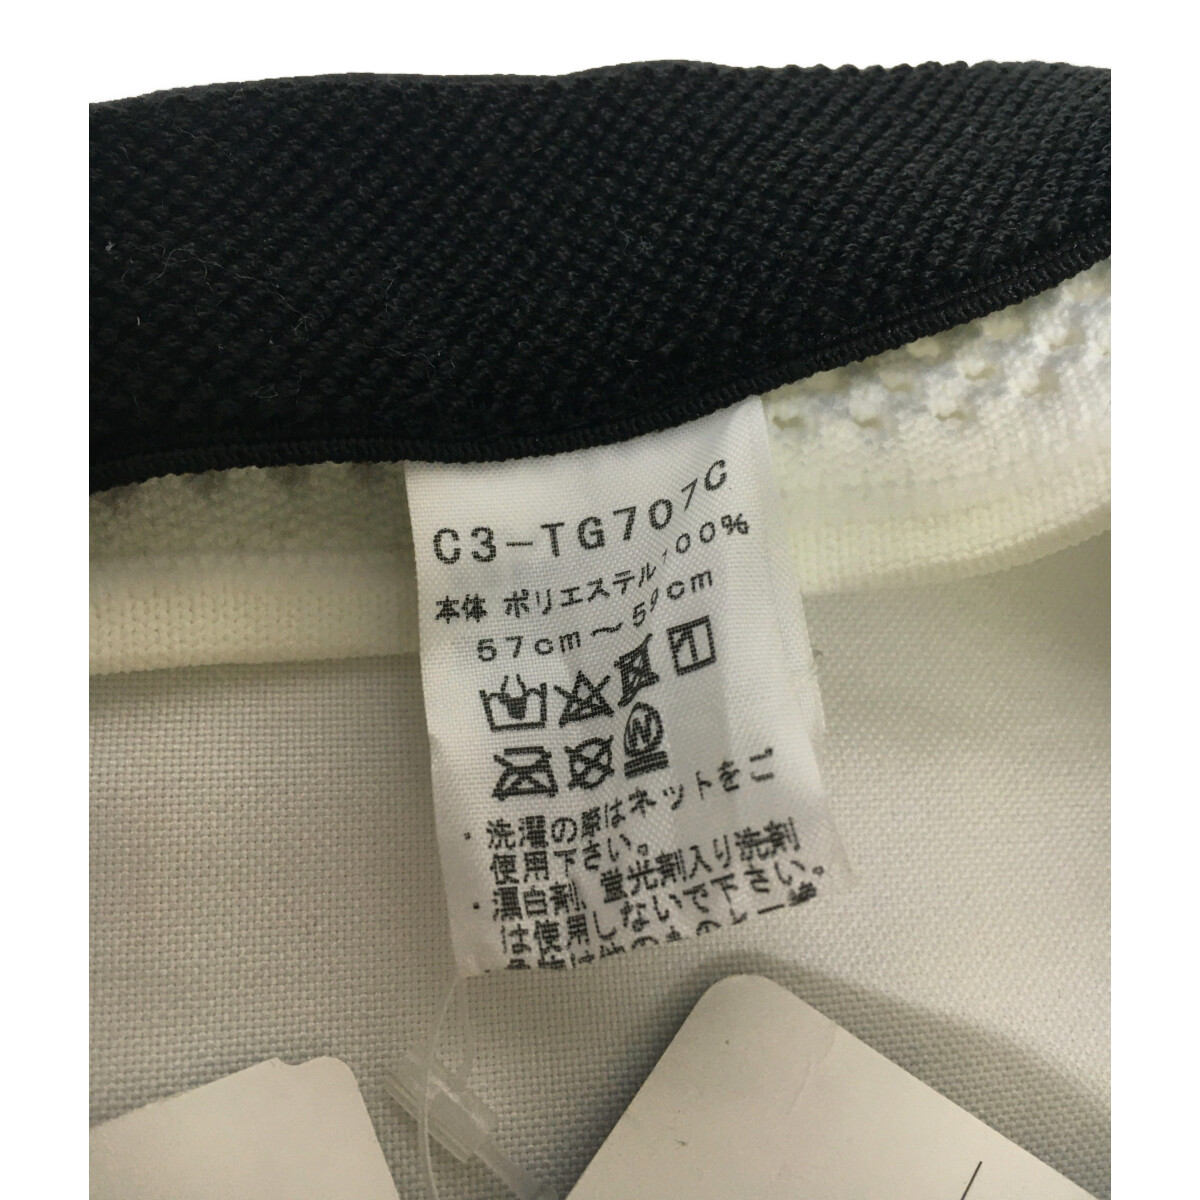 C3-TG707C
本体 ポリエステル100%
57cm～59cm
・洗濯の際はネットをご
使用下さい。
・濃白剤、蛍光剤入り洗剤
は使用しないで下さい。